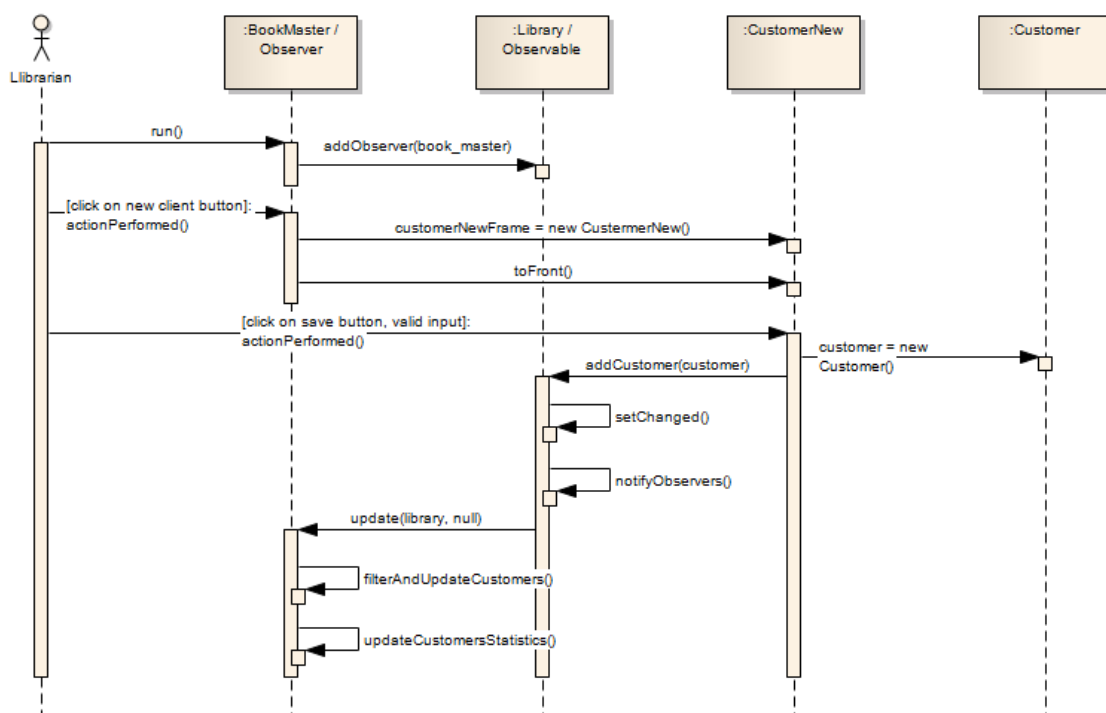 :BookMaster /
Observer
:Library /
Observable
:CustomerNew
:Customer
Llibrarian
run()
addObserver(book_master)
[click on new client button]:
actionPerformed()
customerNewFrame = new CustermerNew()
toFront()
[click on save button, valid input]:
actionPerformed()
customer = new
Customer()
addCustomer(customer)
setChanged()
notifyObservers()
update(library, null)
filterAndUpdateCustomers()
updateCustomersStatistics()